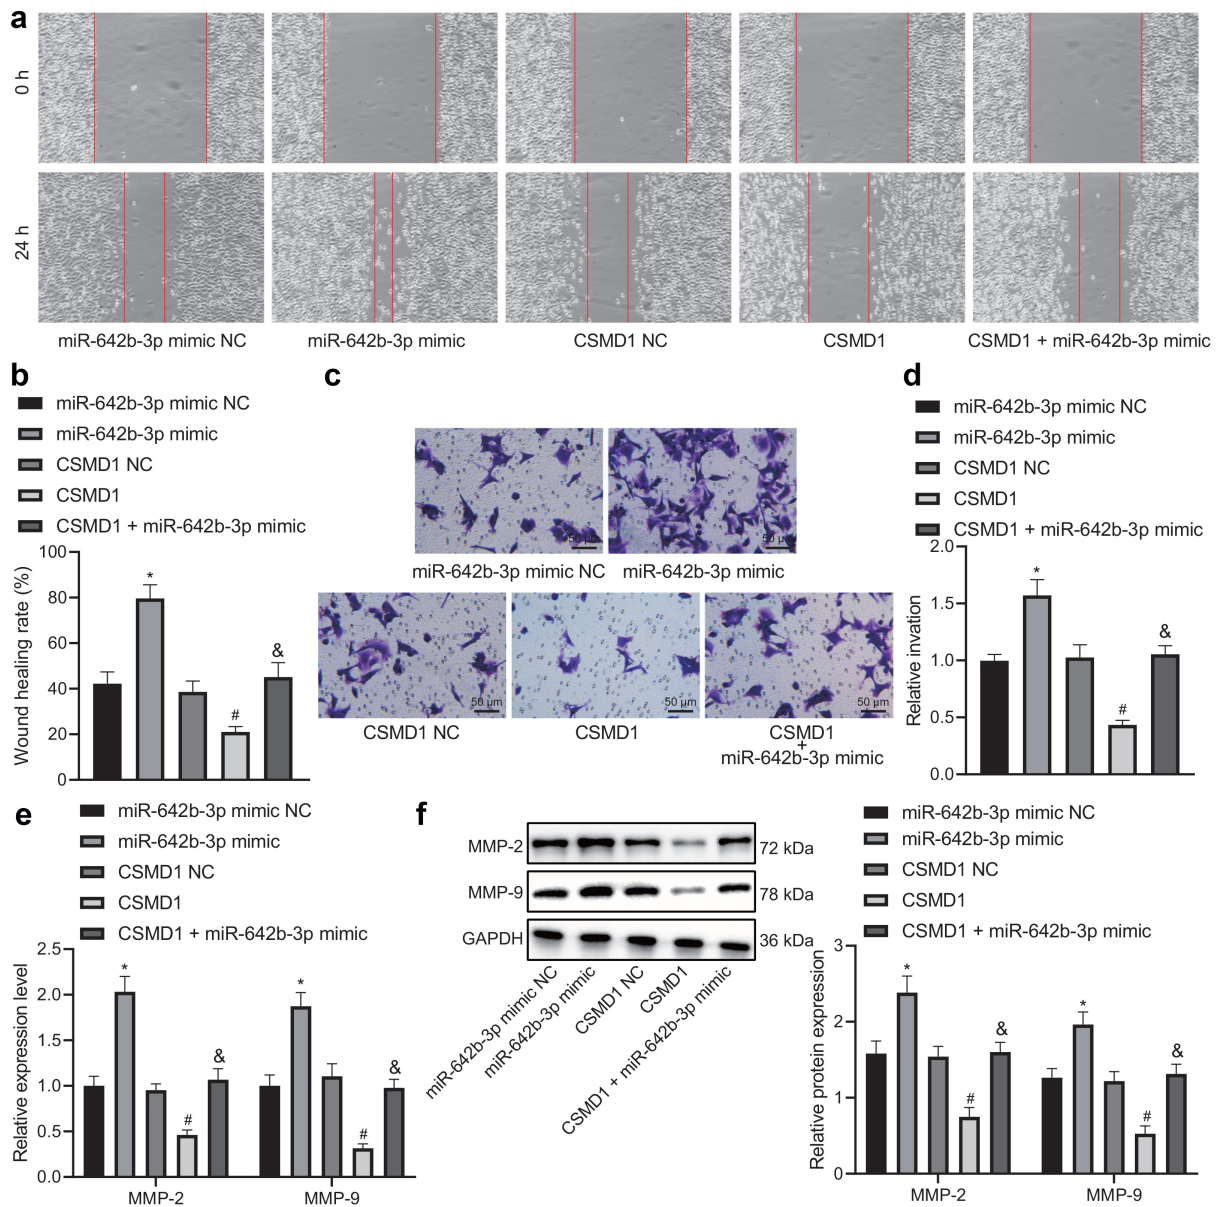 a
0 h
24 h
miR-642b-3p mimic NC
miR-642b-3p mimic
CSMD1 NC
CSMD1
CSMD1 + miR-642b-3p mimic
b
miR-642b-3p mimic NC
miR-642b-3p mimic
CSMD1 NC
CSMD1
CSMD1 + miR-642b-3p mimic
Wound healing rate (%)
100
80
60
40
20
0
*
#
&
c
50 μm
50 μm
miR-642b-3p mimic NC
miR-642b-3p mimic
50 μm
50 μm
50 μm
CSMD1 NC
CSMD1
CSMD1
+
miR-642b-3p mimic
d
miR-642b-3p mimic NC
miR-642b-3p mimic
CSMD1 NC
CSMD1
CSMD1 + miR-642b-3p mimic
Relative invation
2.0
1.5
1.0
0.5
0.0
*
#
&
e
miR-642b-3p mimic NC
miR-642b-3p mimic
CSMD1 NC
CSMD1
CSMD1 + miR-642b-3p mimic
Relative expression level
2.5
2.0
1.5
1.0
0.5
0.0
*
#
&
*
#
&
MMP-2
MMP-9
f
MMP-2
72 kDa
MMP-9
78 kDa
GAPDH
36 kDa
miR-642b-3p mimic NC
miR-642b-3p mimic
CSMD1 NC
CSMD1
CSMD1 + miR-642b-3p mimic
miR-642b-3p mimic NC
miR-642b-3p mimic
CSMD1 NC
CSMD1
CSMD1 + miR-642b-3p mimic
Relative protein expression
3
2
1
0
*
#
&
*
#
&
MMP-2
MMP-9